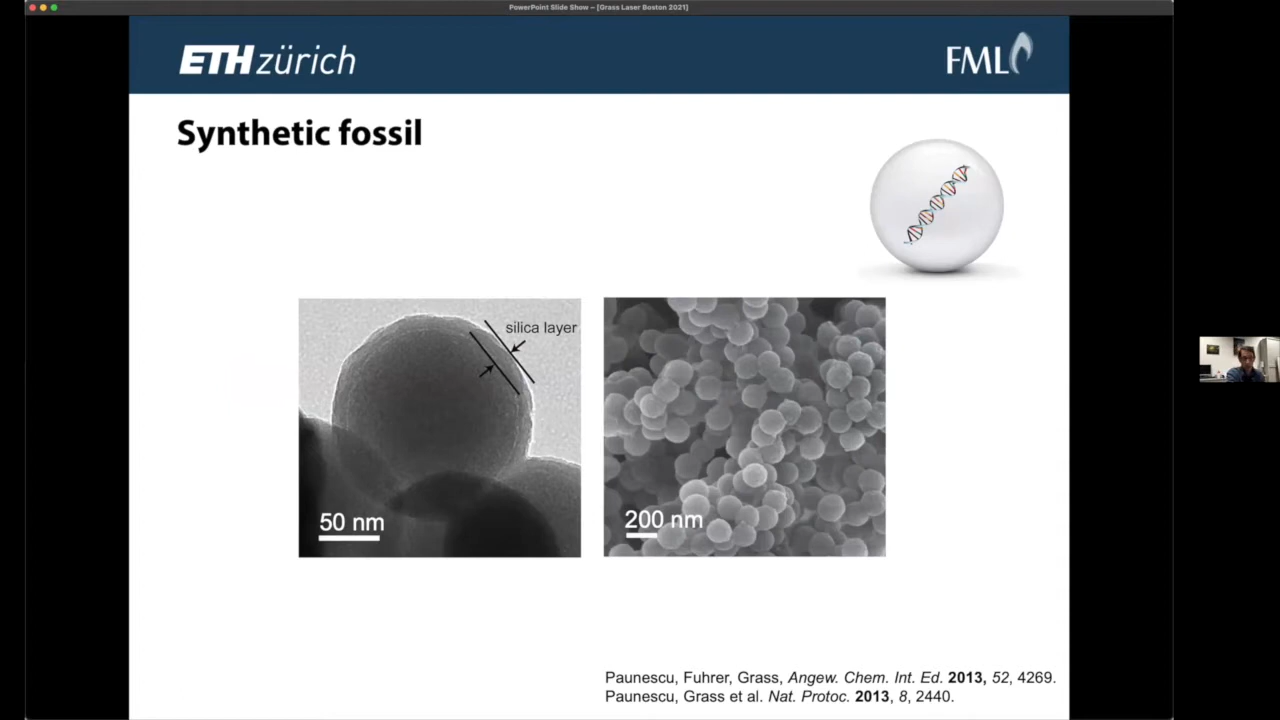 PowerPoint Slide Show – [Grass Laser Boston 2021]
ETH zürich
FML
Synthetic fossil
silica layer
50 nm
200 nm
Paunescu, Fuhrer, Grass, Angew. Chem. Int. Ed. 2013, 52, 4269.
Paunescu, Grass et al. Nat. Protoc. 2013, 8, 2440.